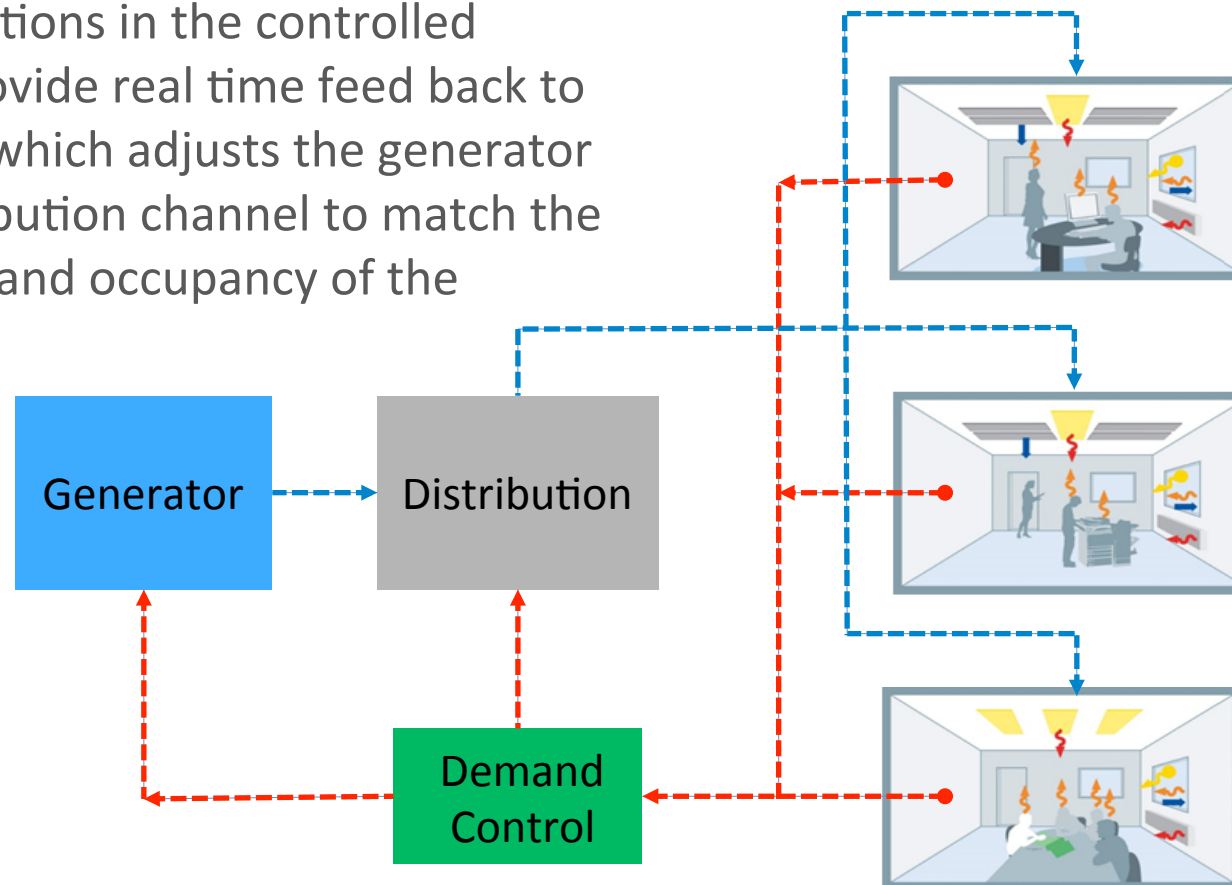 tions in the controlled
ovide real time feed back to
which adjusts the generator
bution channel to match the
and occupancy of the
Generator
Distribution
Demand
Control